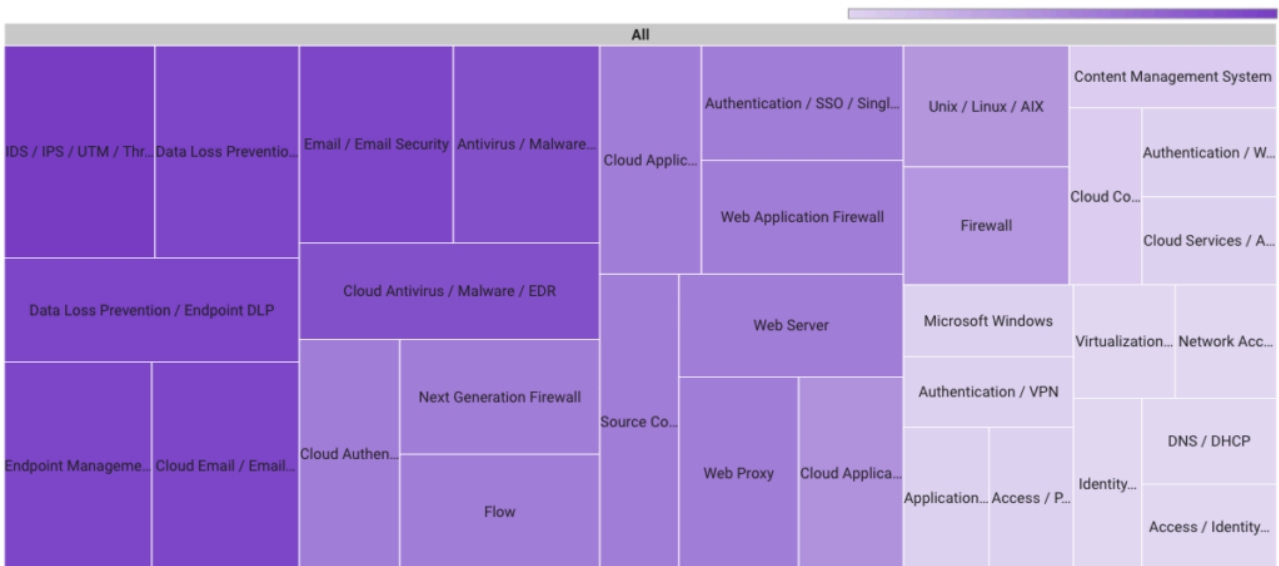 All
IDS / IPS / UTM / Thr...
Data Loss Preventio...
Data Loss Prevention / Endpoint DLP
Endpoint Manageme...
Cloud Email / Email...
Email / Email Security
Antivirus / Malware...
Cloud Antivirus / Malware / EDR
Cloud Authen...
Next Generation Firewall
Flow
Cloud Applic...
Authentication / SSO / Singl...
Web Application Firewall
Source Co...
Web Server
Web Proxy
Cloud Applica...
Unix / Linux / AIX
Firewall
Microsoft Windows
Authentication / VPN
Application...
Access / P...
Content Management System
Cloud Co...
Authentication / W...
Cloud Services / A...
Virtualization...
Network Acc...
Identity...
DNS / DHCP
Access / Identity...